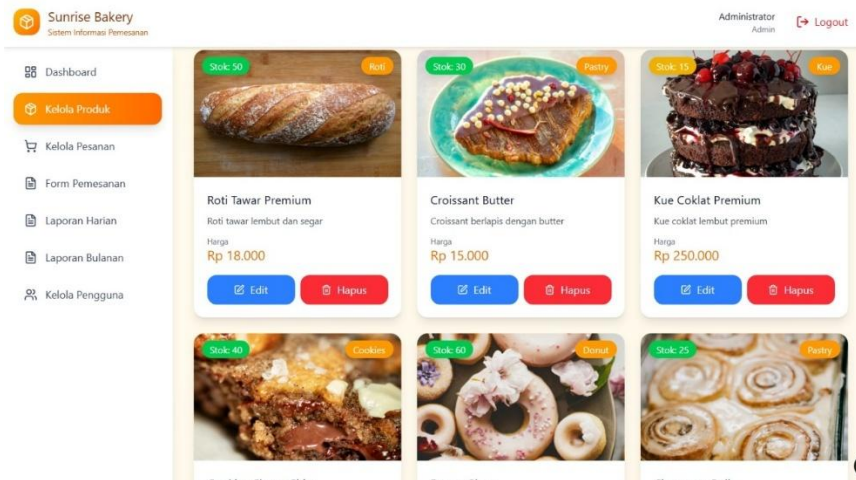 Sunrise Bakery
Sistem Informasi Pemesanan
Administrator
Admin
Logout
Dashboard
Kelola Produk
Kelola Pesanan
Form Pemesanan
Laporan Harian
Laporan Bulanan
Kelola Pengguna
Stok: 50
Roti
Roti Tawar Premium
Roti tawar lembut dan segar
Harga
Rp 18.000
Edit
Hapus
Stok: 30
Pastry
Croissant Butter
Croissant berlapis dengan butter
Harga
Rp 15.000
Edit
Hapus
Stok: 15
Kue
Kue Coklat Premium
Kue coklat lembut premium
Harga
Rp 250.000
Edit
Hapus
Stok: 40
Cookies
Stok: 60
Donut
Stok: 25
Pastry